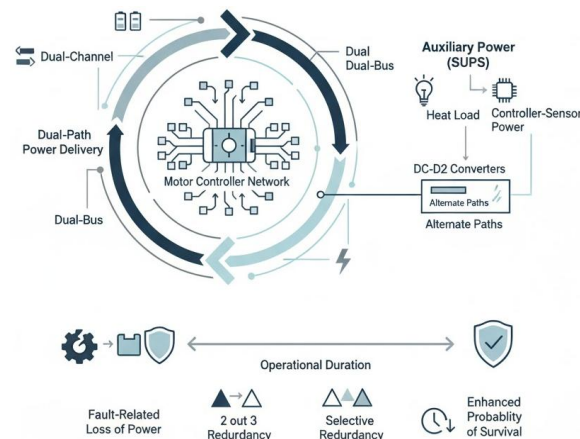 Dual-Channel
Dual
Dual-Bus
Auxiliary Power
(SUPS)
Heat Load
Controller-Sensor
Power
Dual-Path
Power Delivery
Motor Controller Network
DC-D2 Converters
Alternate Paths
Alternate Paths
Dual-Bus
Operational Duration
Fault-Related
Loss of Power
2 out 3
Redurdancy
Selective
Redurdancy
Enhanced
Probablity
of Survival